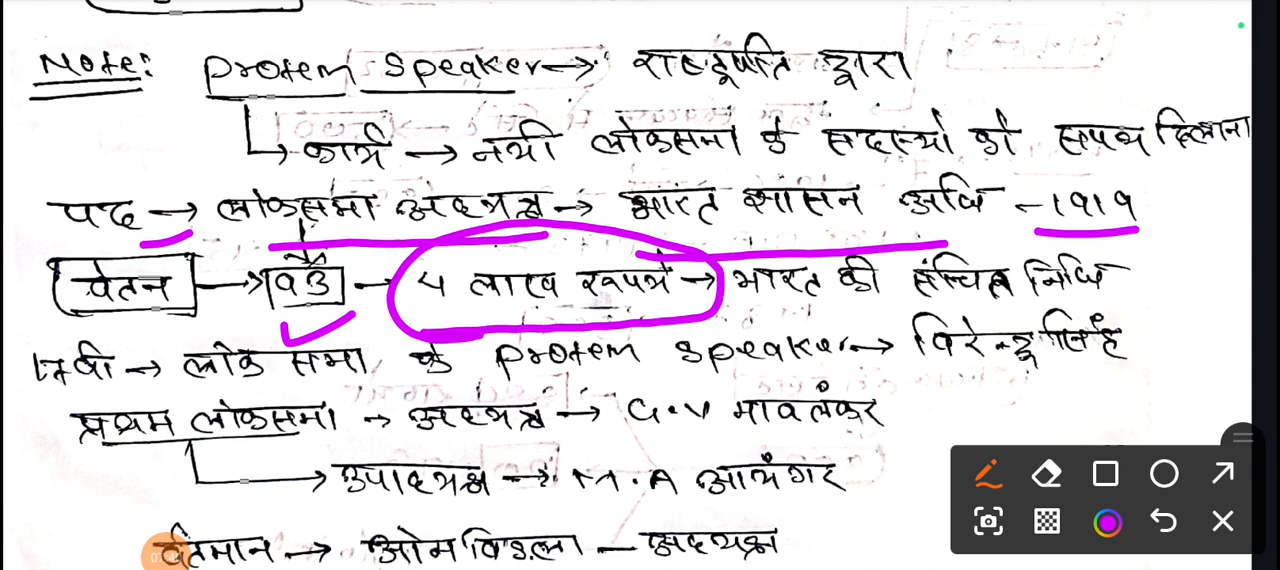 Note: Protem Speaker → राष्ट्रपति द्वारा
कार्य → नयी लोकसभा के सदस्यो को सपथ दिलाना
पद → लोकसभा अध्यक्ष → भारत शासन अधि - 1919
वेतन → 93 - 4 लाख रूपये → भारत की संचित निधि
→ लोकसभा के Protem Speaker → विरेन्द्र सिंह
प्रथम लोकसभा → अध्यक्ष → G.V मावलंकर
उपाध्यक्ष → M.A आयंगर
वर्तमान → ओम बिडला - अध्यक्ष